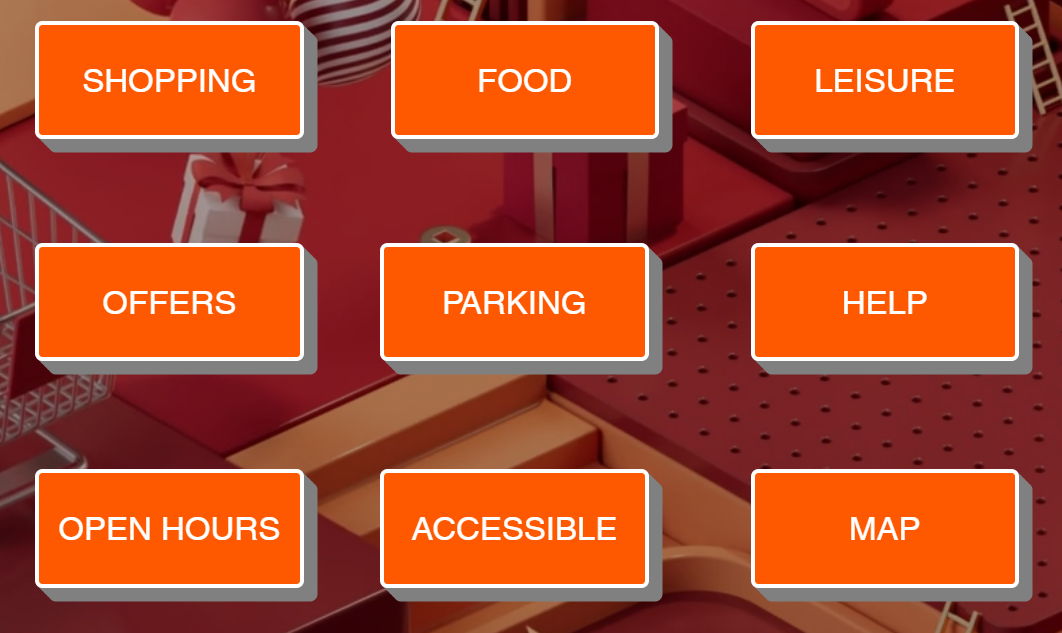 SHOPPING
FOOD
LEISURE
OFFERS
PARKING
HELP
OPEN HOURS
ACCESSIBLE
MAP